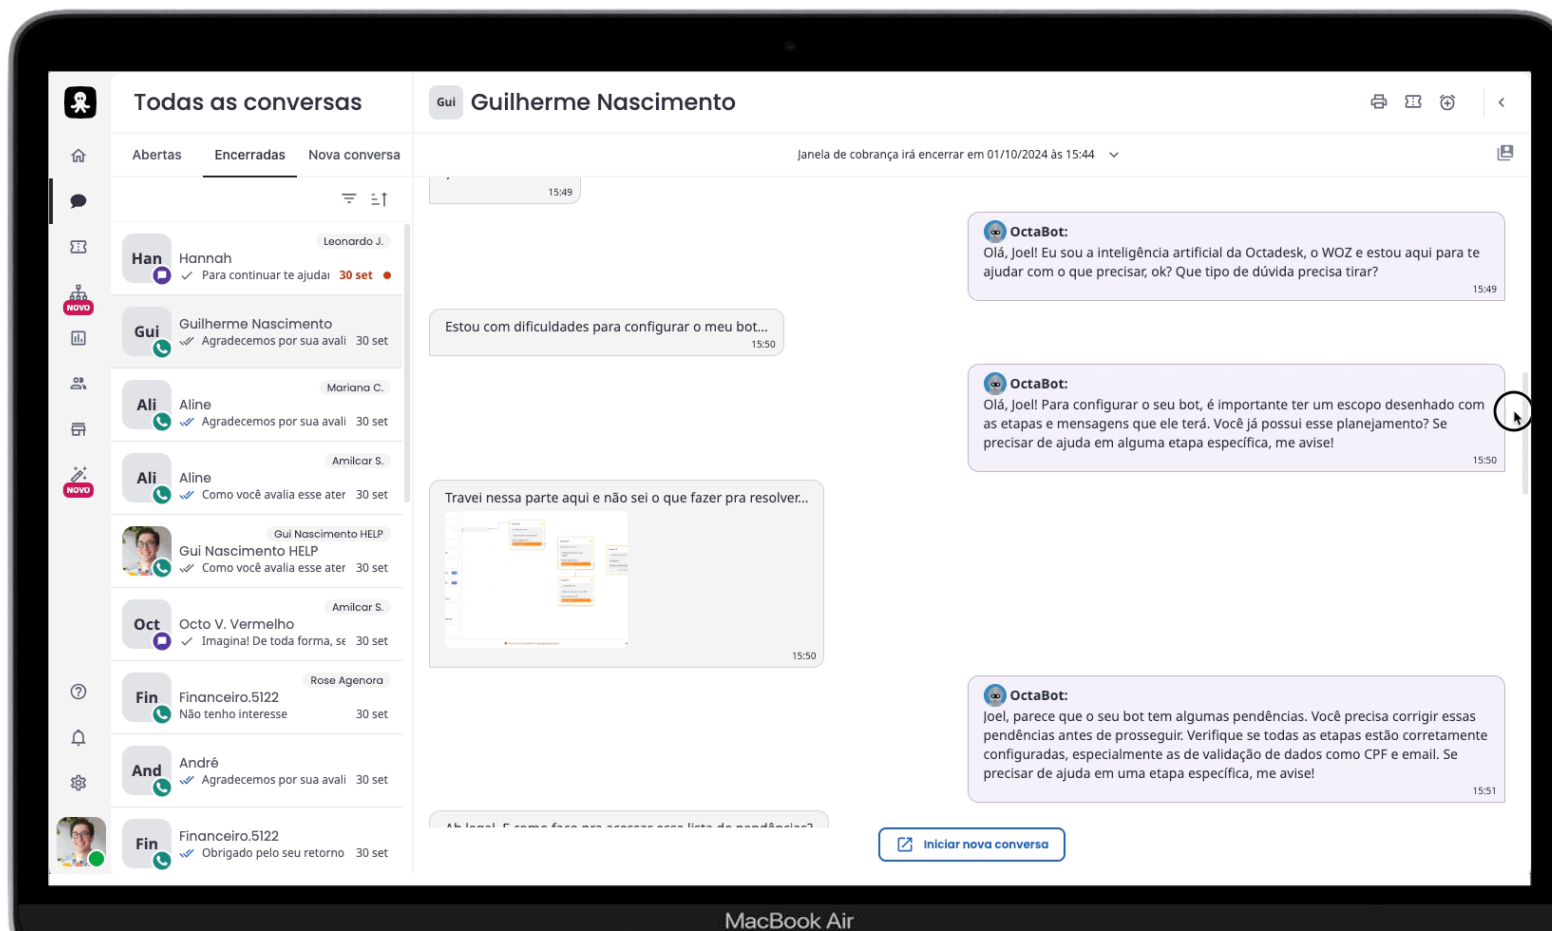 Todas as conversas
Abertas
Encerradas
Nova conversa
NOVO
NOVO
Han
Leonardo J.
Hannah
Para continuar te ajudar
30 set
Gui
Guilherme Nascimento
Agradecemos por sua avali
30 set
Ali
Mariana C.
Aline
Agradecemos por sua avali
30 set
Ali
Amilcar S.
Aline
Como você avalia esse ater
30 set
Gui Nascimento HELP
Gui Nascimento HELP
Como você avalia esse ater
30 set
Oct
Amilcar S.
Octo V. Vermelho
Imagina! De toda forma, se
30 set
Fin
Rose Agenora
Financeiro.5122
Não tenho interesse
30 set
And
André
Agradecemos por sua avali
30 set
Fin
Financeiro.5122
Obrigado pelo seu retorno
30 set
Gui
Guilherme Nascimento
Janela de cobrança irá encerrar em 01/10/2024 às 15:44
15:49
OctaBot:
Olá, Joel! Eu sou a inteligência artificial da Octadesk, o WOZ e estou aqui para te
ajudar com o que precisar, ok? Que tipo de dúvida precisa tirar?
15:49
Estou com dificuldades para configurar o meu bot...
15:50
OctaBot:
Olá, Joel! Para configurar o seu bot, é importante ter um escopo desenhado com
as etapas e mensagens que ele terá. Você já possui esse planejamento? Se
precisar de ajuda em alguma etapa específica, me avise!
15:50
Travei nessa parte aqui e não sei o que fazer pra resolver...
15:50
OctaBot:
Joel, parece que o seu bot tem algumas pendências. Você precisa corrigir essas
pendências antes de prosseguir. Verifique se todas as etapas estão corretamente
configuradas, especialmente as de validação de dados como CPF e email. Se
precisar de ajuda em uma etapa específica, me avise!
15:51
Ah legal. E como faço pra acessar essa lista de pendências?
Iniciar nova conversa
MacBook Air